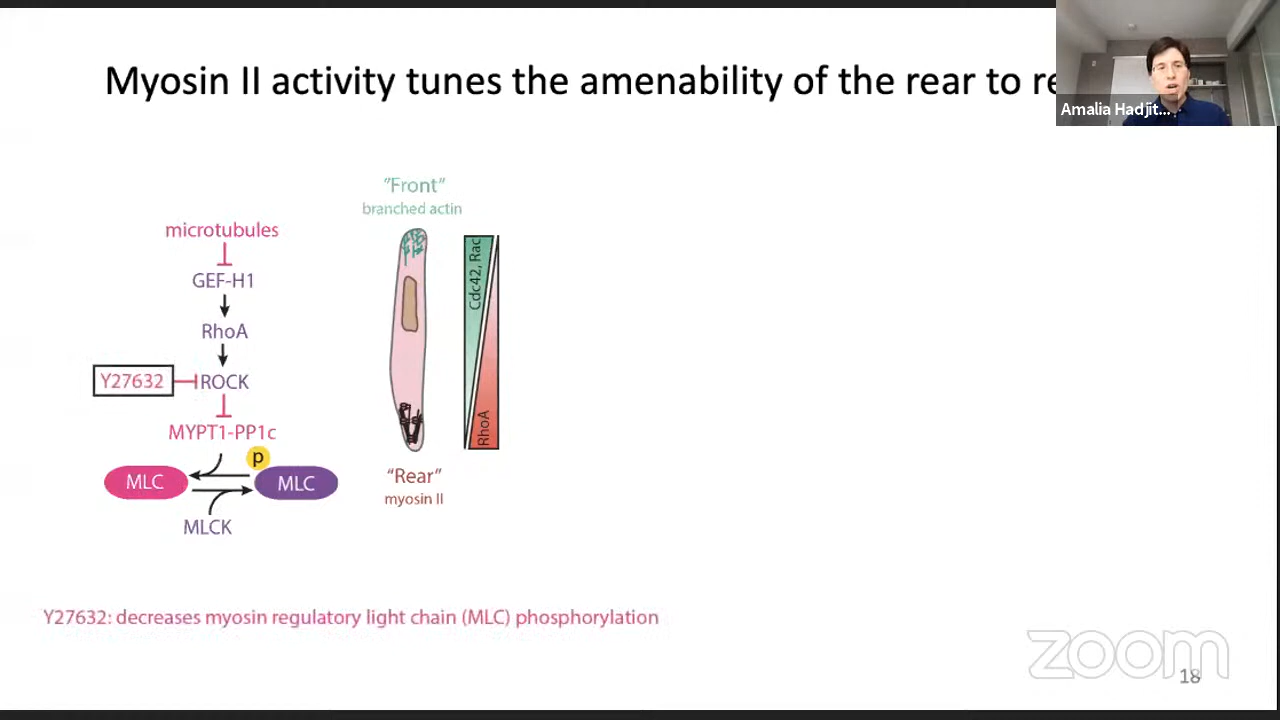 Myosin II activity tunes the amenability of the rear to
Amalia Hadjit...
"Front"
branched actin
microtubules
GEF-H1
RhoA
Y27632
ROCK
MYPT1-PP1c
p
MLC
MLC
MLCK
Cdc42, Rac
RhoA
"Rear"
myosin II
Y27632: decreases myosin regulatory light chain (MLC) phosphorylation
zoom
18